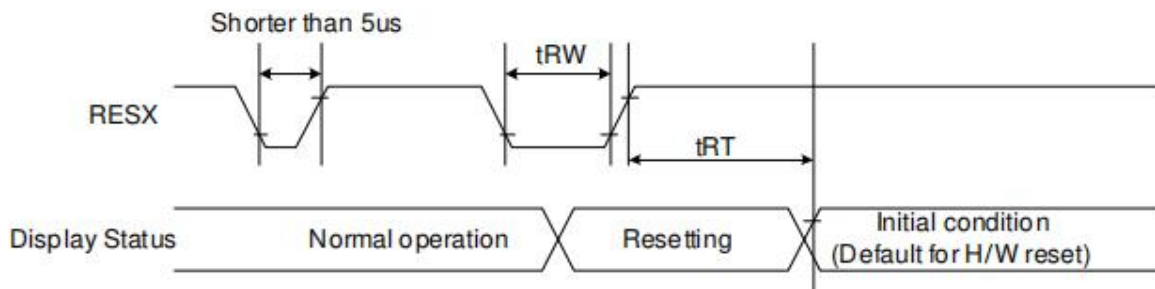 Shorter than 5us
tRW
RESX
tRT
Display Status
Normal operation
Resetting
Initial condition
(Default for H/W reset)